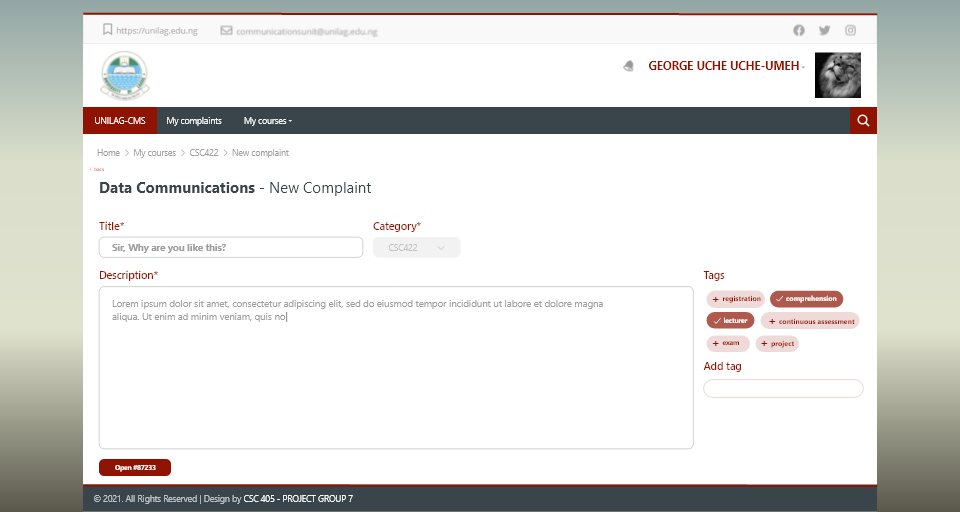 https://unilag.edu.ng communicationsunit@unilag.edu.ng
GEORGE UCHE UCHE-UMEH
UNILAG-CMS My complaints My courses
Home > My courses > CSC422 > New complaint
< back
Data Communications - New Complaint
Title* Category*
Sir, Why are you like this? CSC422
Description* Tags
Lorem ipsum dolor sit amet, consectetur adipiscing elit, sed do eiusmod tempor incididunt ut labore et dolore magna
aliqua. Ut enim ad minim veniam, quis no
+ registration ✓ comprehension
✓ lecturer + continuous assessment
+ exam + project
Add tag
Open #87233
© 2021. All Rights Reserved | Design by CSC 405 - PROJECT GROUP 7